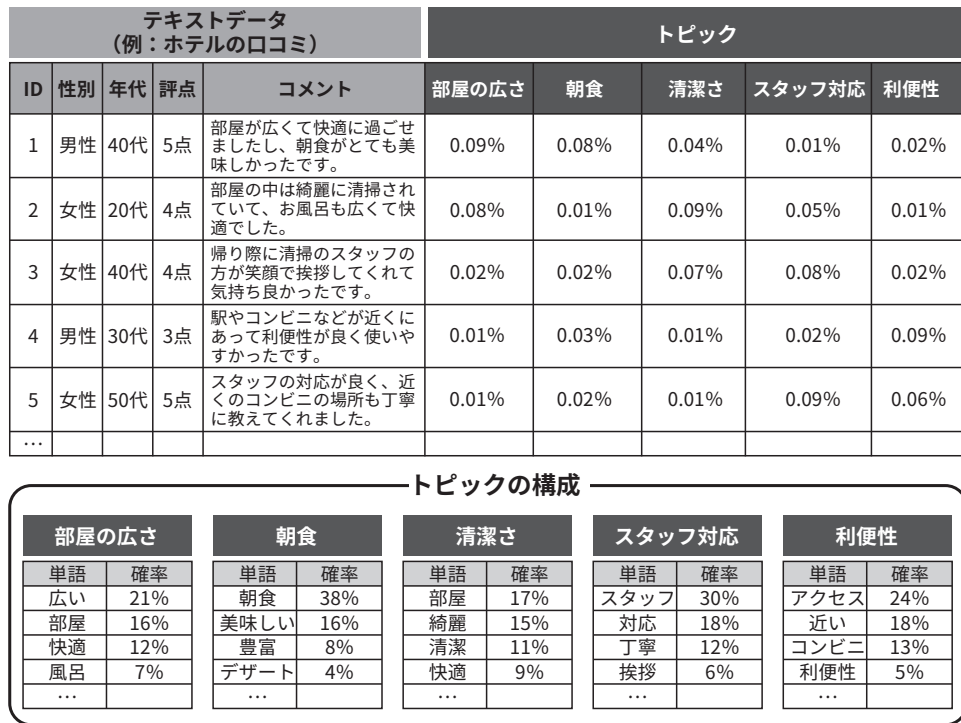 テキストデータ
（例：ホテルの口コミ）
トピック
ID 性別 年代 評点 コメント 部屋の広さ 朝食 清潔さ スタッフ対応 利便性
1 男性 40代 5点 部屋が広くて快適に過ごせ
ましたし、朝食がとても美
味しかったです。
0.09% 0.08% 0.04% 0.01% 0.02%
2 女性 20代 4点 部屋の中は綺麗に清掃され
ていて、お風呂も広くて快
適でした。
0.08% 0.01% 0.09% 0.05% 0.01%
3 女性 40代 4点 帰り際に清掃のスタッフの
方が笑顔で挨拶してくれて
気持ち良かったです。
0.02% 0.02% 0.07% 0.08% 0.02%
4 男性 30代 3点 駅やコンビニなどが近くに
あって利便性が良く使いや
すかったです。
0.01% 0.03% 0.01% 0.02% 0.09%
5 女性 50代 5点 スタッフの対応が良く、近
くのコンビニの場所も丁寧
に教えてくれました。
0.01% 0.02% 0.01% 0.09% 0.06%
…
トピックの構成
部屋の広さ
単語 確率
広い 21%
部屋 16%
快適 12%
風呂 7%
…
朝食
単語 確率
朝食 38%
美味しい 16%
豊富 8%
デザート 4%
…
清潔さ
単語 確率
部屋 17%
綺麗 15%
清潔 11%
快適 9%
…
スタッフ対応
単語 確率
スタッフ 30%
対応 18%
丁寧 12%
挨拶 6%
…
利便性
単語 確率
アクセス 24%
近い 18%
コンビニ 13%
利便性 5%
…